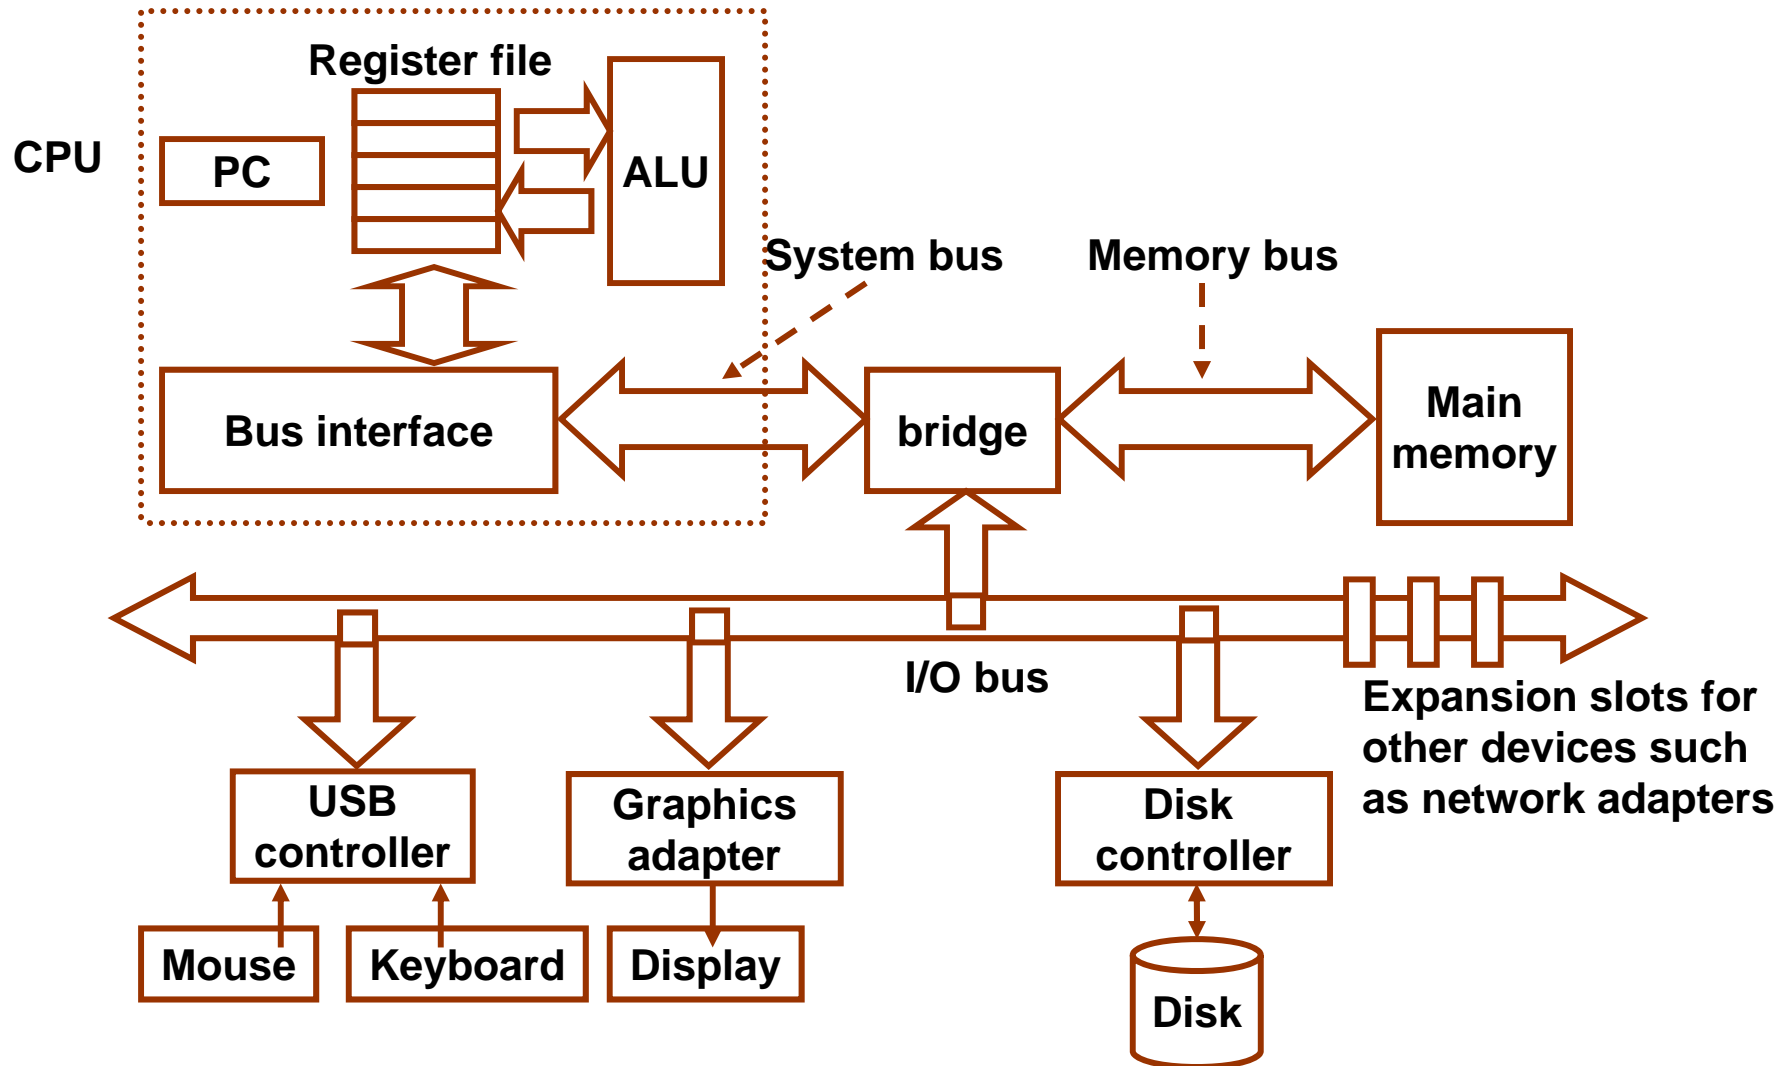 Register file
CPU
PC
ALU
System bus
Memory bus
Bus interface
bridge
Main
memory
I/O bus
Expansion slots for
other devices such
as network adapters
USB
controller
Graphics
adapter
Disk
controller
Mouse
Keyboard
Display
Disk